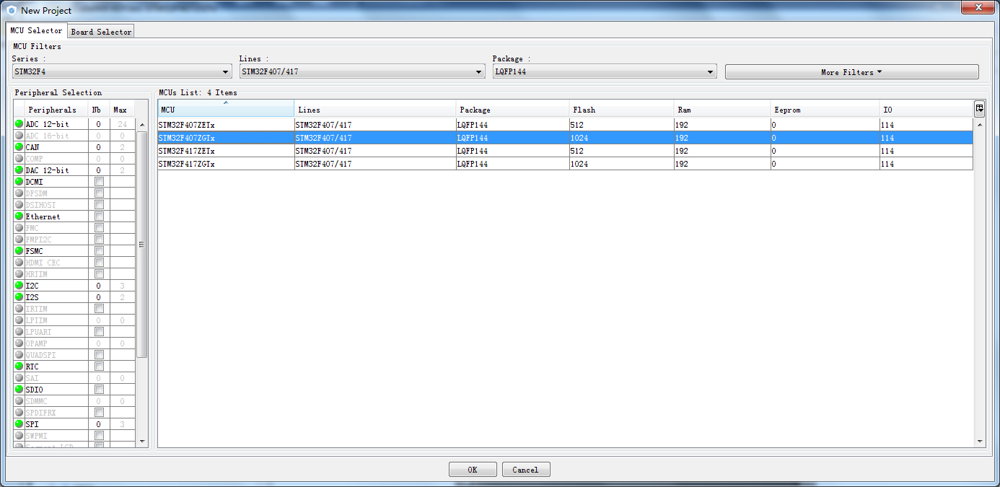 New Project
MCU Selector Board Selector
MCU Filters
Series : Lines : Package :
STM32F4 STM32F407/417 LQFP144 More Filters
Peripheral Selection MCUs List: 4 Items
Peripherals Nb Max MCU Lines Package Flash Ram Eeprom IO
ADC 12-bit 0 24 STM32F407ZETx STM32F407/417 LQFP144 512 192 0 114
ADC 16-bit 0 0 STM32F407ZGTx STM32F407/417 LQFP144 1024 192 0 114
CAN 0 2 STM32F417ZETx STM32F407/417 LQFP144 512 192 0 114
COMP 0 0 STM32F417ZGTx STM32F407/417 LQFP144 1024 192 0 114
DAC 12-bit 0 2
DCMI
DFSDM
DSIHOST
Ethernet
FMC
FMPI2C
FSMC
HDMI CEC
HRTIM
I2C 0 3
I2S 0 2
IRTIM
LPTIM 0 0
LPUART
OPAMP 0 0
QUADSPI
RTC
SAI 0 0
SDIO
SDMMC 0 0
SPDIFRX
SPI 0 3
SWPMI
Segment LCD
OK Cancel